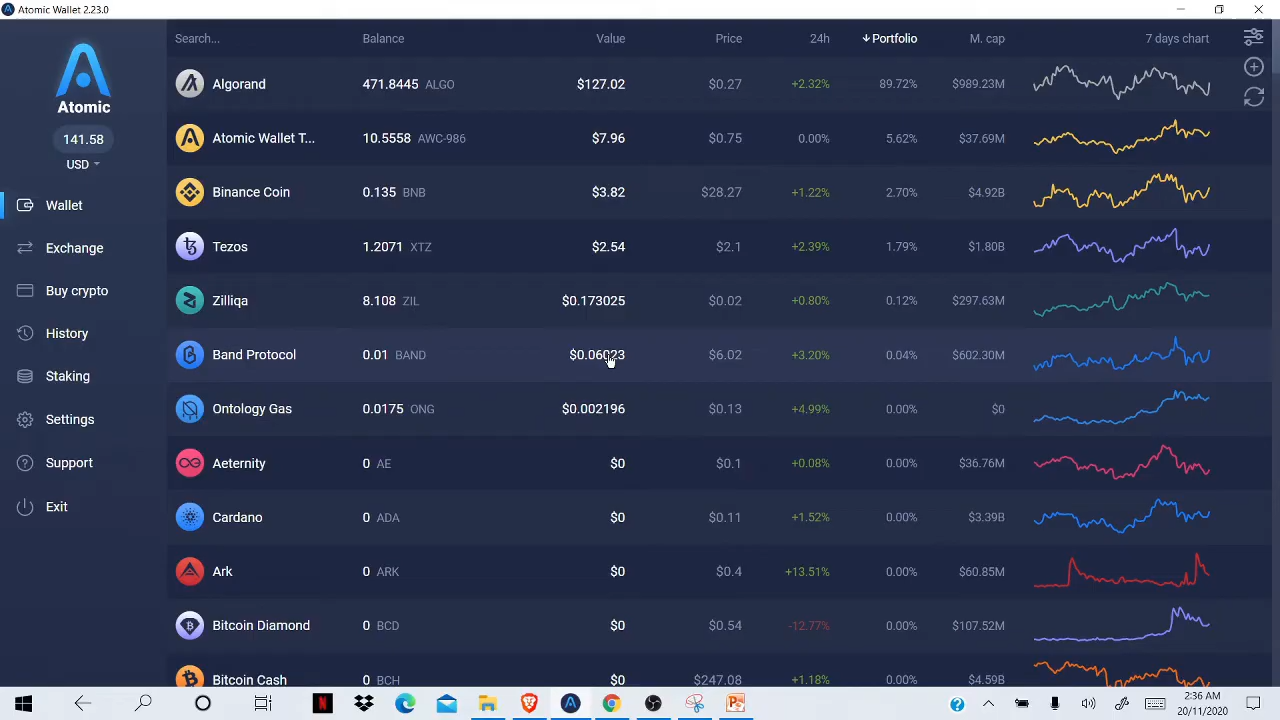 Atomic Wallet 2.23.0
Search... Balance Value Price 24h Portfolio M. cap 7 days chart
Atomic
141.58
USD
Wallet
Exchange
Buy crypto
History
Staking
Settings
Support
Exit
Algorand 471.8445 ALGO $127.02 $0.27 +2.32% 89.72% $989.23M
Atomic Wallet T... 10.5558 AWC-986 $7.96 $0.75 0.00% 5.62% $37.69M
Binance Coin 0.135 BNB $3.82 $28.27 +1.22% 2.70% $4.92B
Tezos 1.2071 XTZ $2.54 $2.1 +2.39% 1.79% $1.80B
Zilliqa 8.108 ZIL $0.173025 $0.02 +0.80% 0.12% $297.63M
Band Protocol 0.01 BAND $0.06023 $6.02 +3.20% 0.04% $602.30M
Ontology Gas 0.0175 ONG $0.002196 $0.13 +4.99% 0.00% $0
Aeternity 0 AE $0 $0.1 +0.08% 0.00% $36.76M
Cardano 0 ADA $0 $0.11 +1.52% 0.00% $3.39B
Ark 0 ARK $0 $0.4 +13.51% 0.00% $60.85M
Bitcoin Diamond 0 BCD $0 $0.54 -12.77% 0.00% $107.52M
Bitcoin Cash 0 BCH $0 $247.08 +1.18% 0.00% $4.59B
2:36 AM
20/11/2020